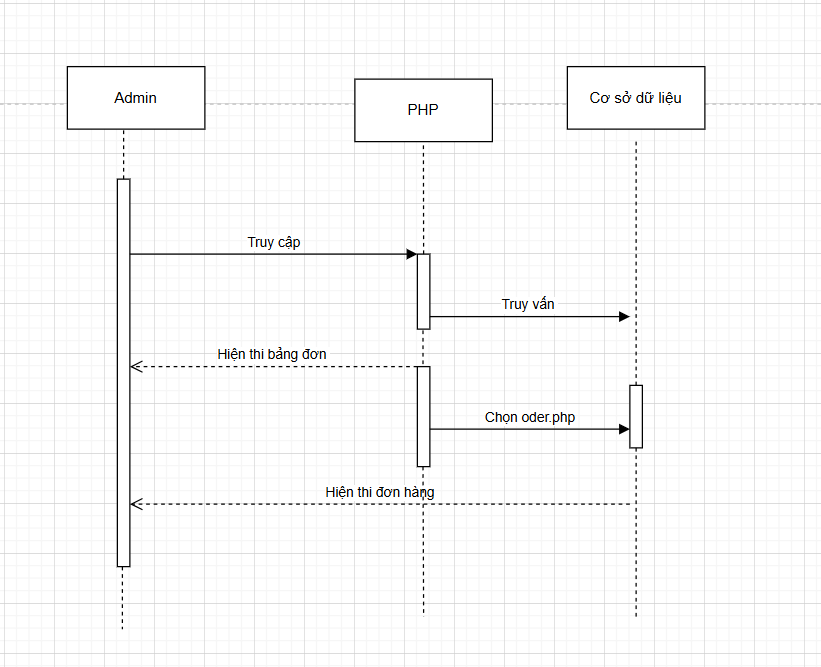 Admin
PHP
Cơ sở dữ liệu
Truy cập
Truy vấn
Hiện thi bảng đơn
Chọn oder.php
Hiện thi đơn hàng